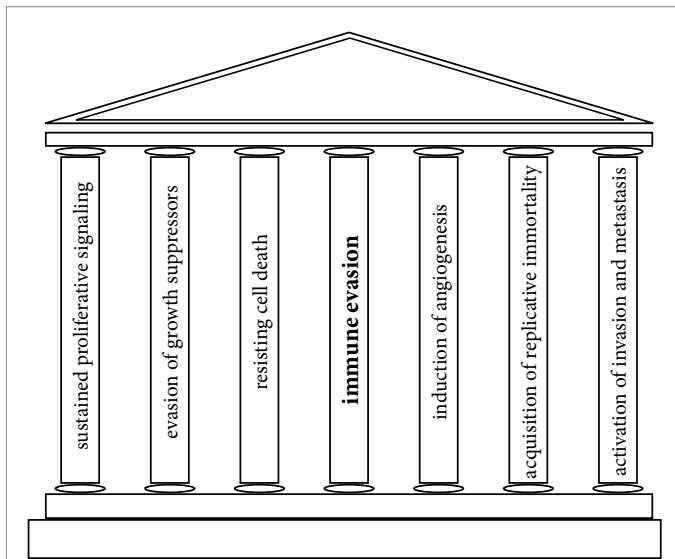 sustained proliferative signaling
evasion of growth suppressors
resisting cell death
immune evasion
induction of angiogenesis
acquisition of replicative immortality
activation of invasion and metastasis